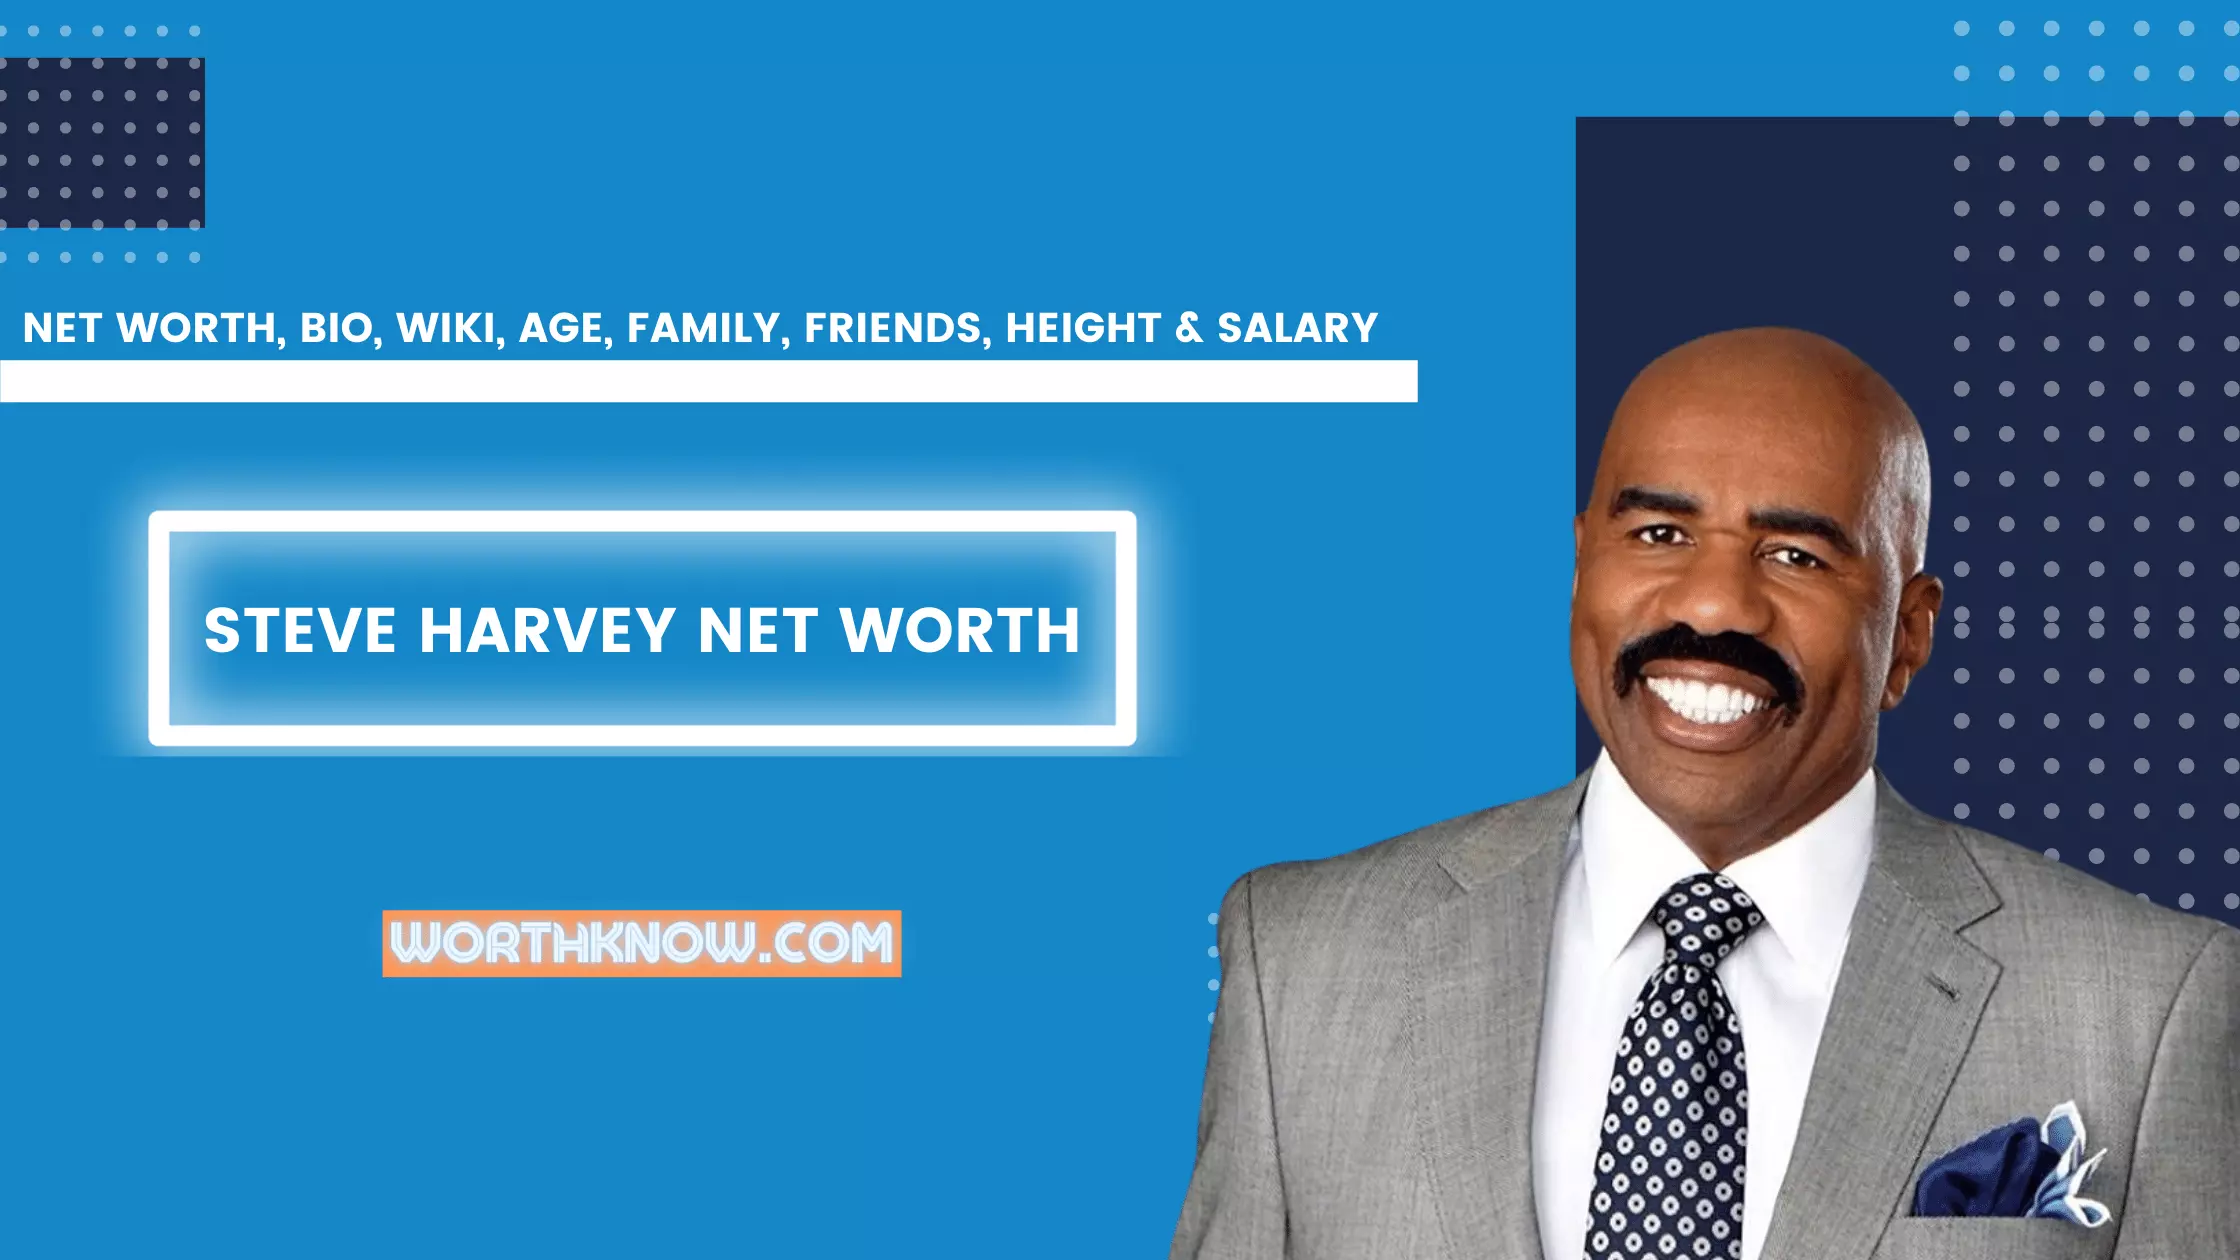 NET WORTH, BIO, WIKI, AGE, FAMILY, FRIENDS, HEIGHT & SALARY
STEVE HARVEY NET WORTH
WORTHKNOW.COM